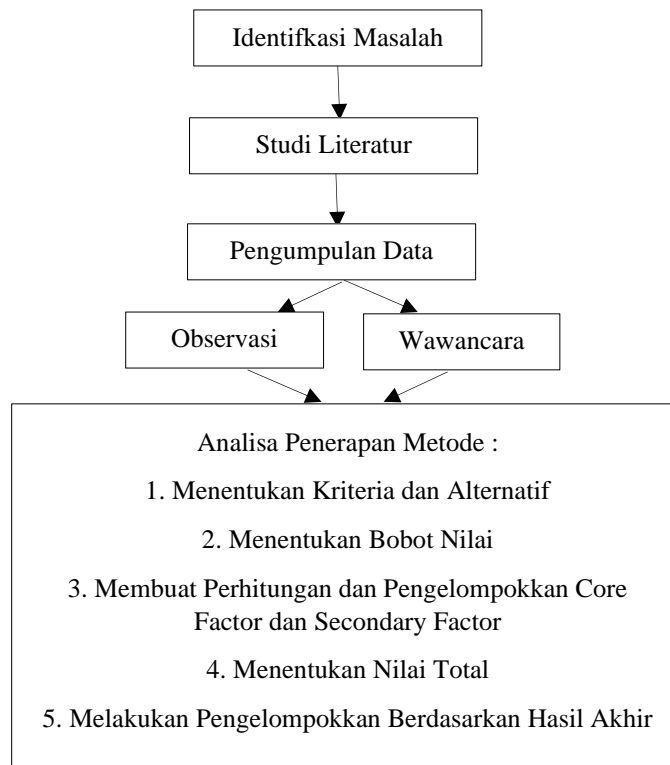 Identifkasi Masalah
Studi Literatur
Pengumpulan Data
Observasi
Wawancara
Analisa Penerapan Metode :
1. Menentukan Kriteria dan Alternatif
2. Menentukan Bobot Nilai
3. Membuat Perhitungan dan Pengelompokkan Core
Factor dan Secondary Factor
4. Menentukan Nilai Total
5. Melakukan Pengelompokkan Berdasarkan Hasil Akhir